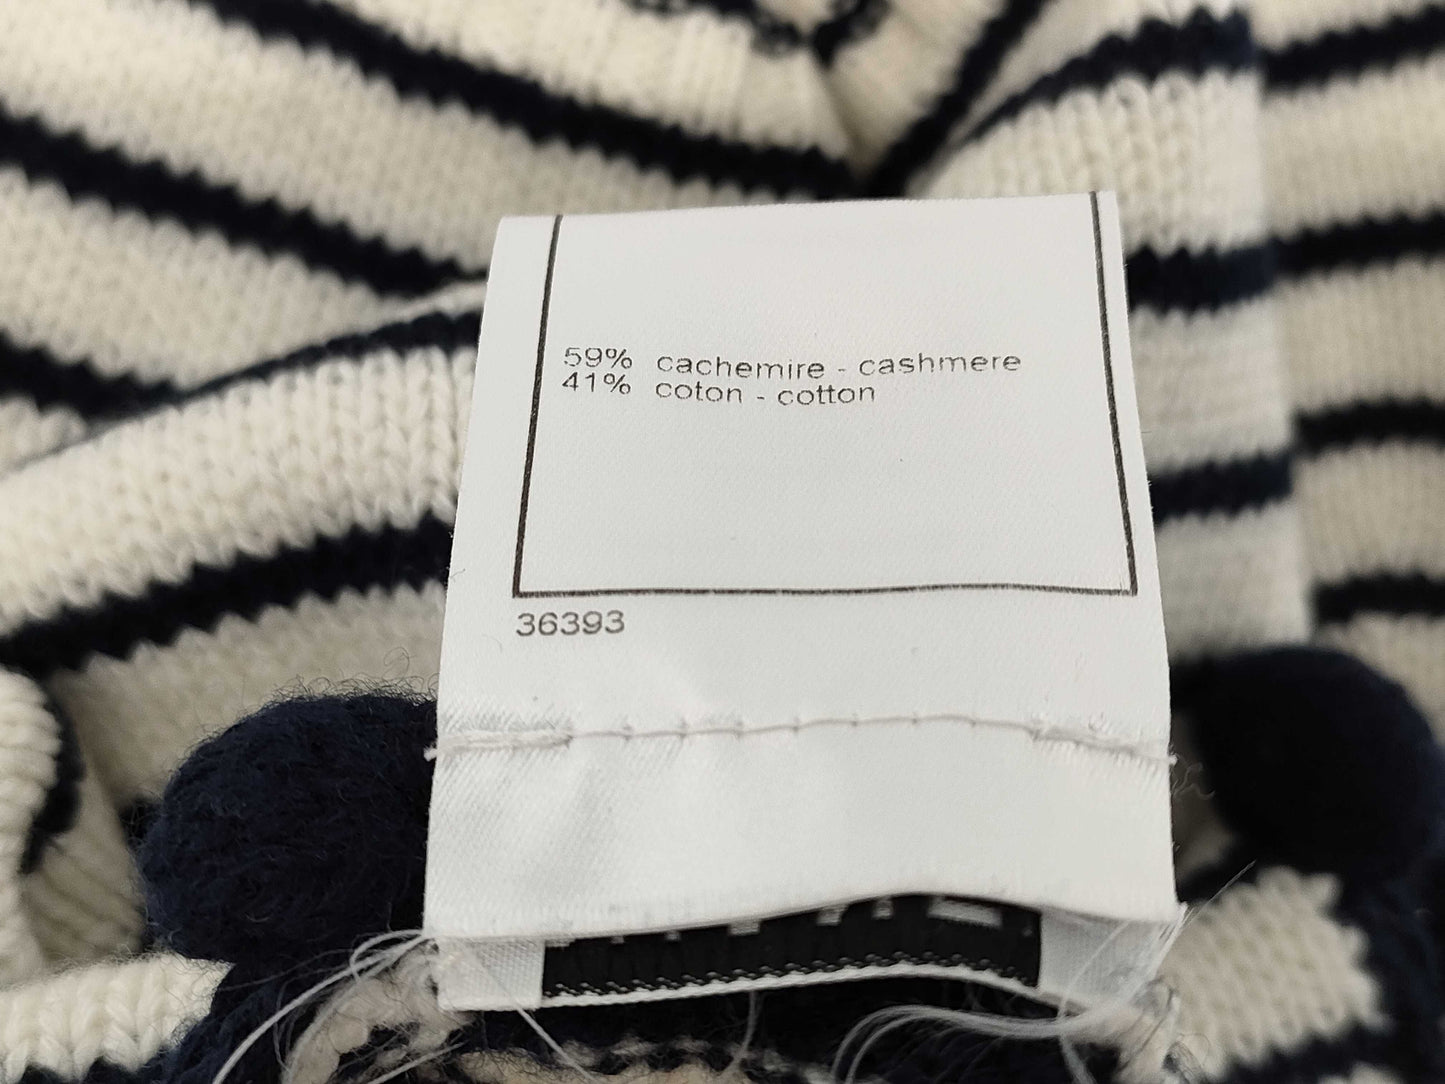 59% cachemire - cashmere
41% coton - cotton
36393